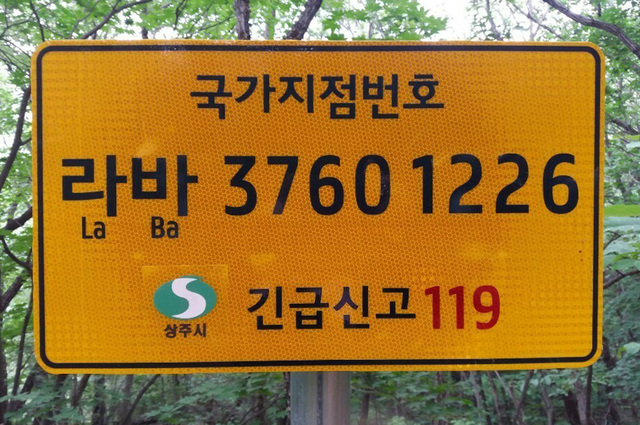 국가지점번호
라바 3760 1226
La Ba
상주시
긴급신고 119